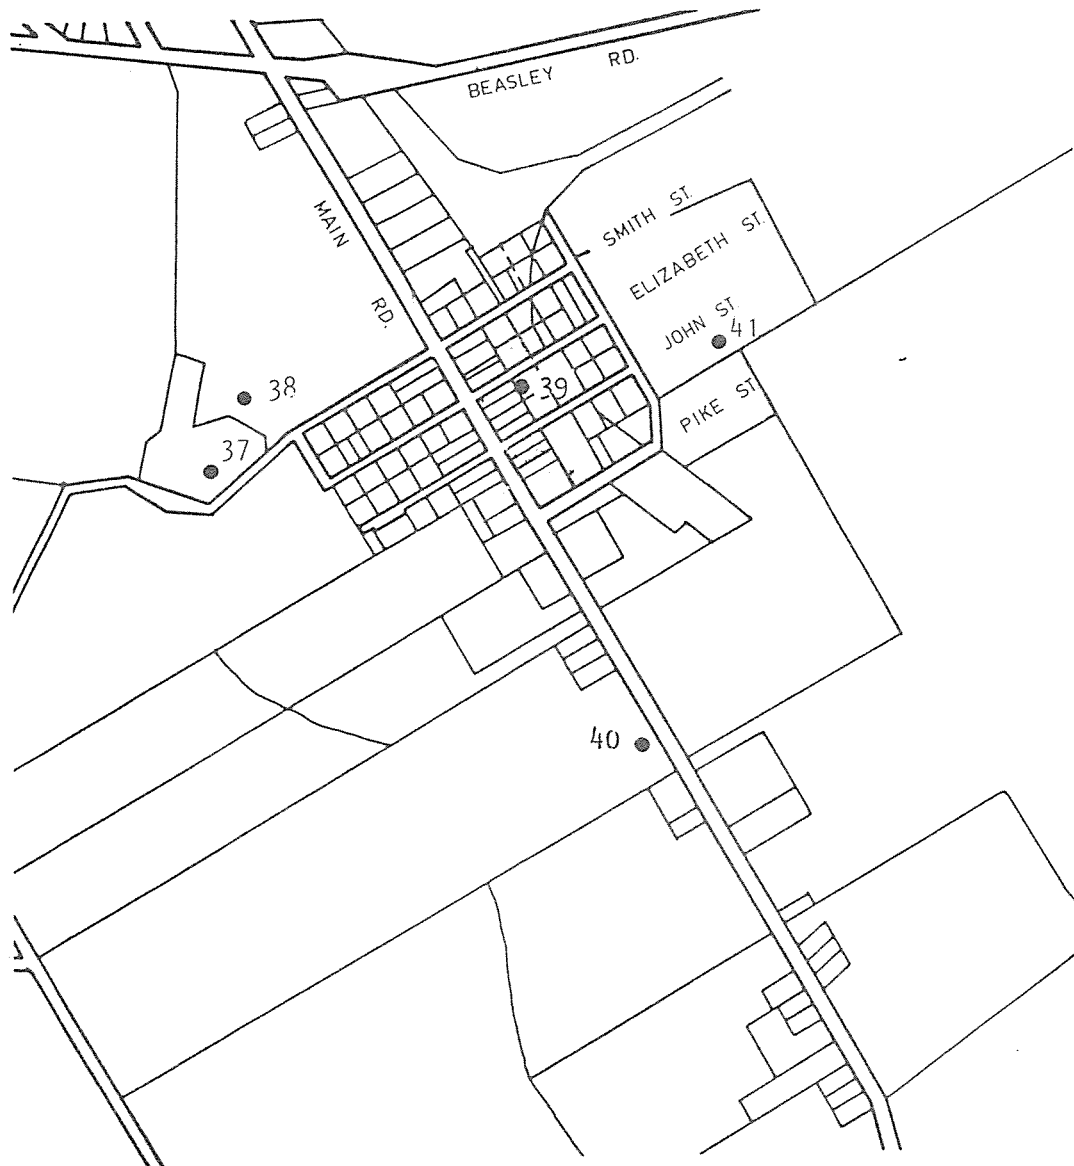 BEASLEY RD.
MAIN RD.
SMITH ST.
ELIZABETH ST.
JOHN ST.
41
38
39
PIKE ST.
37
40